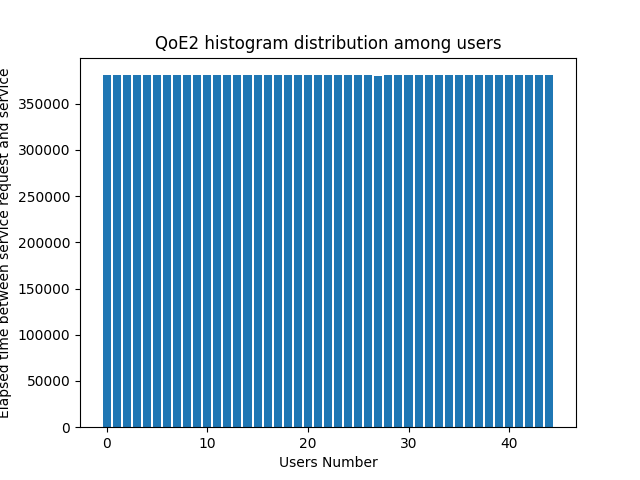 QoE2 histogram distribution among users
Elapsed time between service request and service
350000
300000
250000
200000
150000
100000
50000
0
0 10 20 30 40
Users Number